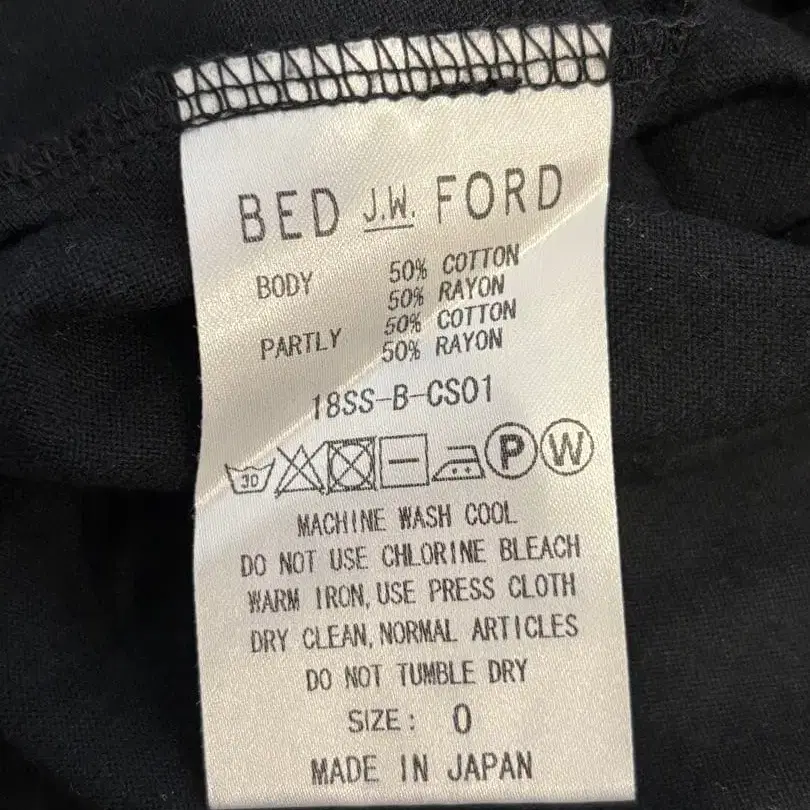 BED J.W. FORD
BODY 50% COTTON
50% RAYON
PARTLY 50% COTTON
50% RAYON
18SS-B-CS01
30 P W
MACHINE WASH COOL
DO NOT USE CHLORINE BLEACH
WARM IRON, USE PRESS CLOTH
DRY CLEAN, NORMAL ARTICLES
DO NOT TUMBLE DRY
SIZE: 0
MADE IN JAPAN